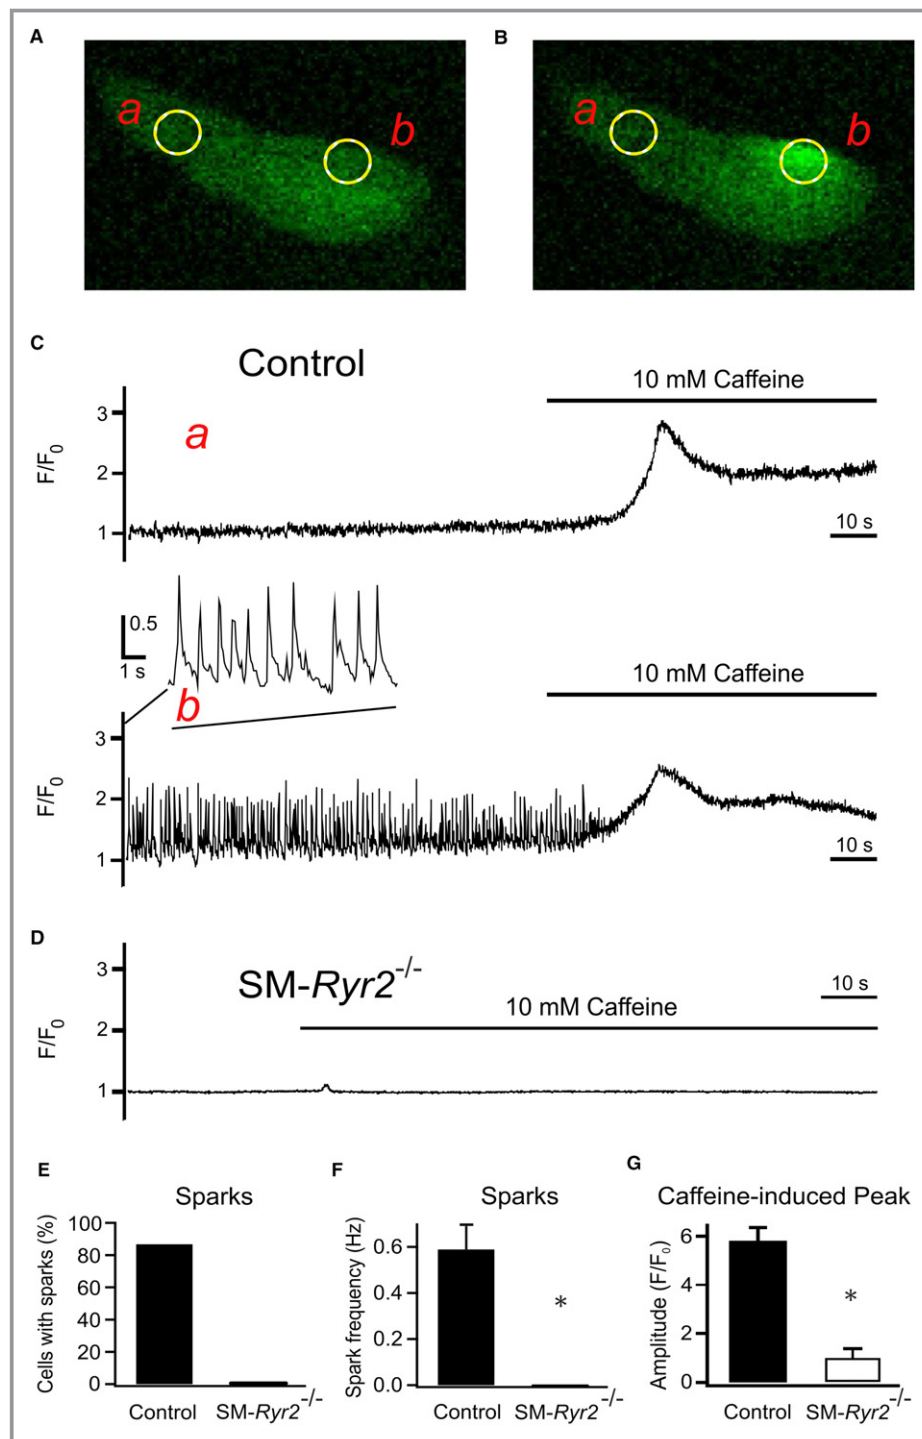 A
B
a
b
a
b
C
Control
10 mM Caffeine
3
a
2
1
F/F0
10 s
0.5
1 s
b
10 mM Caffeine
3
2
1
F/F0
10 s
D
SM-Ryr2-/-
10 s
10 mM Caffeine
3
2
1
F/F0
E
Sparks
Cells with sparks (%)
100
80
60
40
20
0
Control SM-Ryr2-/-
F
Sparks
Spark frequency (Hz)
0.6
0.4
0.2
0.0
*
Control SM-Ryr2-/-
G
Caffeine-induced Peak
Amplitude (F/F0)
6
4
2
0
*
Control SM-Ryr2-/-